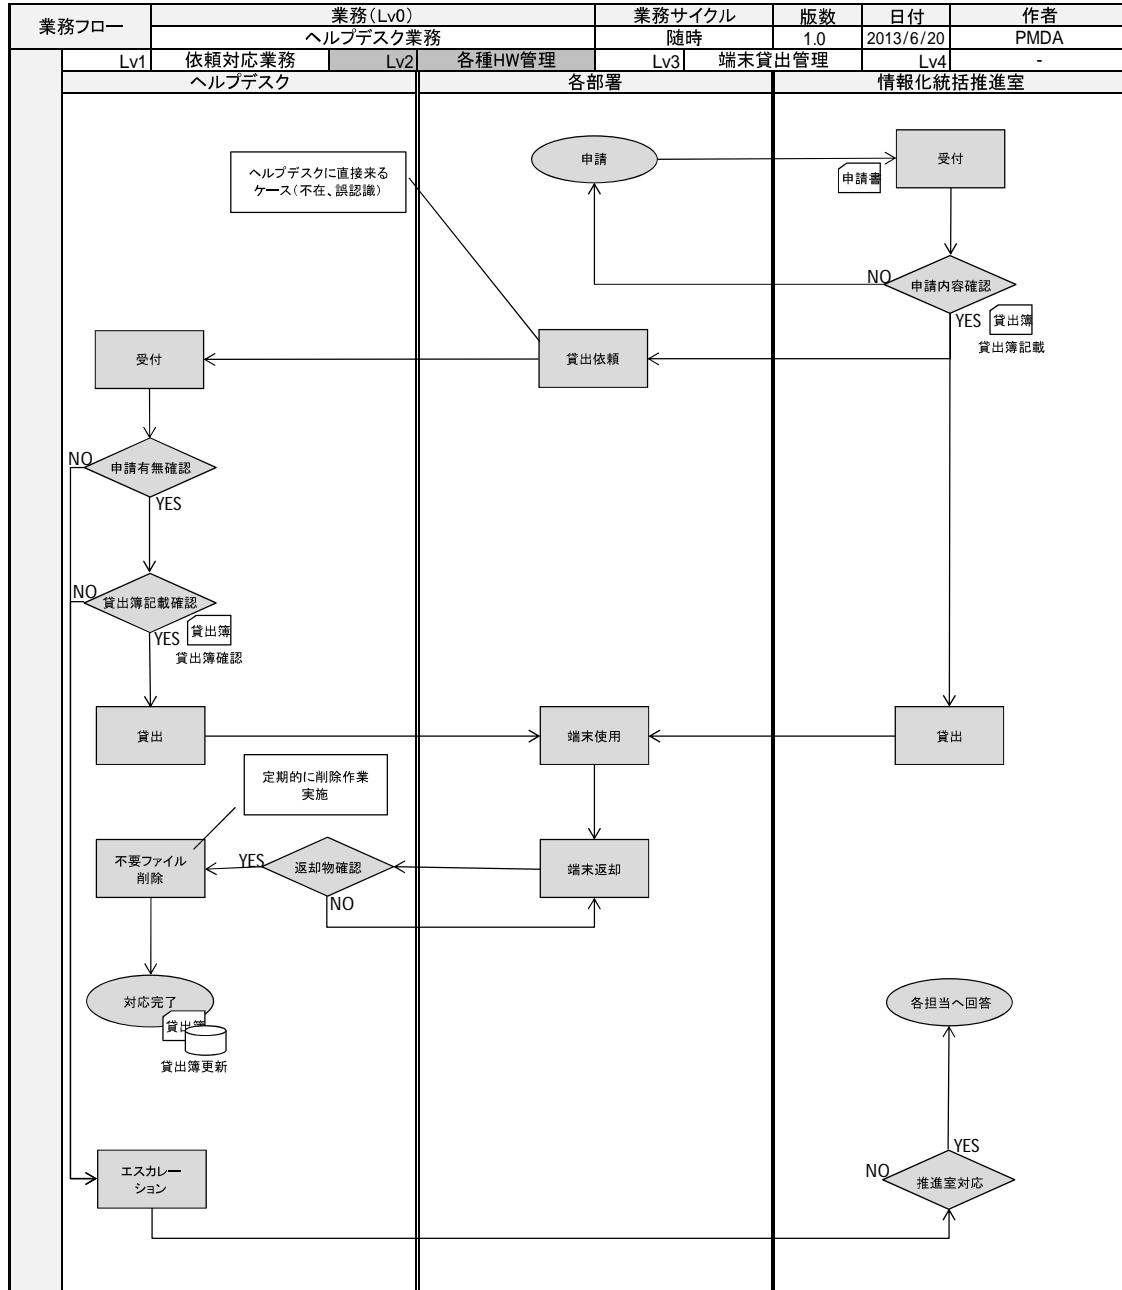 業務フロー
業務(Lv0)
業務サイクル
版数
日付
作者
ヘルプデスク業務
随時
1.0
2013/6/20
PMDA
Lv1
依頼対応業務
Lv2
各種HW管理
Lv3
端末貸出管理
Lv4
-
ヘルプデスク
各部署
情報化統括推進室
申請
受付
申請書
ヘルプデスクに直接来る
ケース(不在、誤認識)
NO
申請内容確認
YES
貸出簿
貸出簿記載
受付
貸出依頼
NO
申請有無確認
YES
NO
貸出簿記載確認
YES
貸出簿
貸出簿確認
貸出
端末使用
貸出
定期的に削除作業
実施
不要ファイル
削除
YES
返却物確認
NO
端末返却
対応完了
貸出簿
貸出簿更新
各担当へ回答
エスカレー
ション
YES
NO
推進室対応